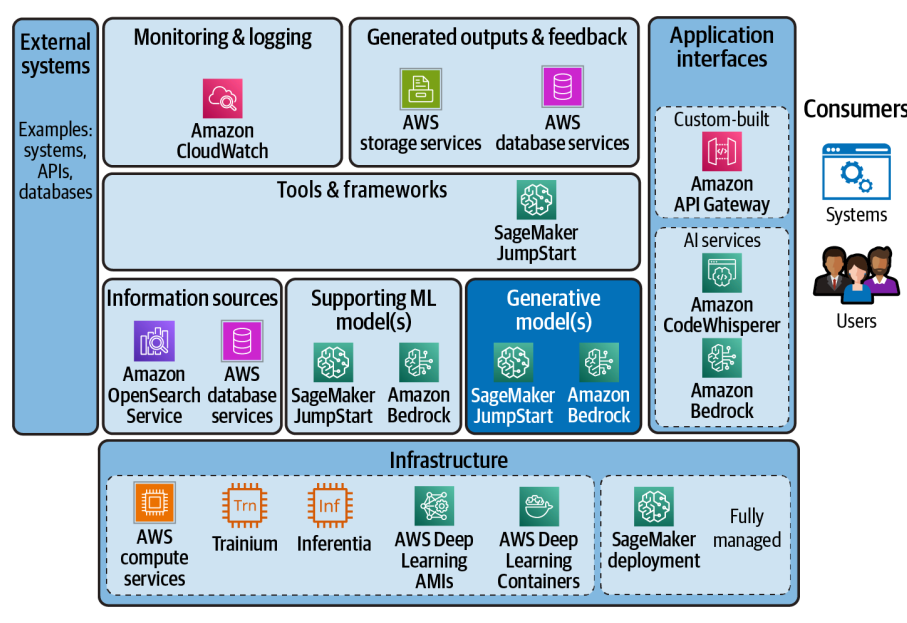 External
systems
Examples:
systems,
APIs,
databases
Monitoring & logging
Amazon
CloudWatch
Generated outputs & feedback
AWS
storage services
AWS
database services
Tools & frameworks
SageMaker
JumpStart
Information sources
Amazon
OpenSearch
Service
AWS
database
services
Supporting ML
model(s)
SageMaker
JumpStart
Amazon
Bedrock
Generative
model(s)
SageMaker
JumpStart
Amazon
Bedrock
Application
interfaces
Custom-built
Amazon
API Gateway
AI services
Amazon
CodeWhisperer
Amazon
Bedrock
Consumers
Systems
Users
Infrastructure
AWS
compute
services
Trn
Trainium
Inf
Inferentia
AWS Deep
Learning
AMIs
AWS Deep
Learning
Containers
SageMaker
deployment
Fully
managed